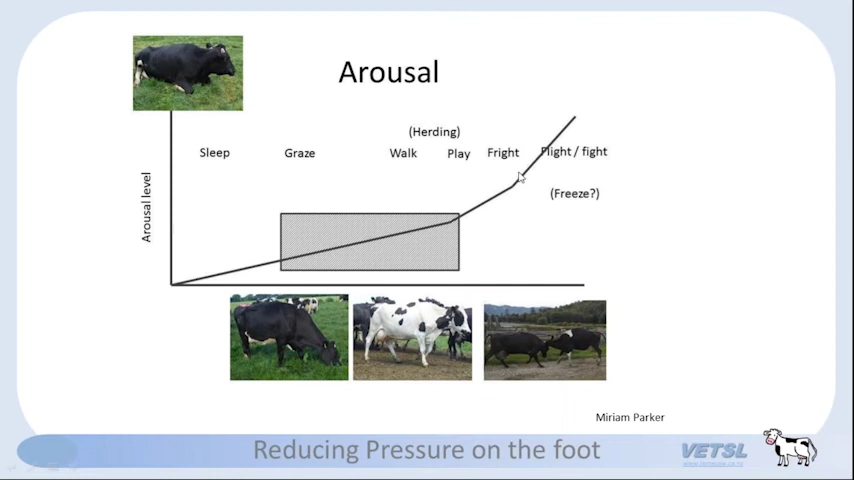 Arousal
(Herding)
Sleep Graze Walk Play Fright Flight / fight
(Freeze?)
Arousal level
Miriam Parker
Reducing Pressure on the foot
VETSL